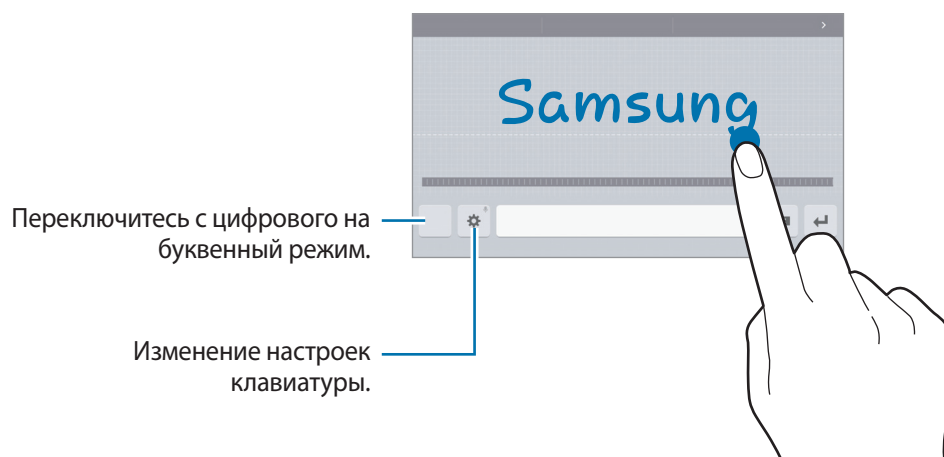 Samsung
Переключитесь с цифрового на
буквенный режим.
Изменение настроек
клавиатуры.